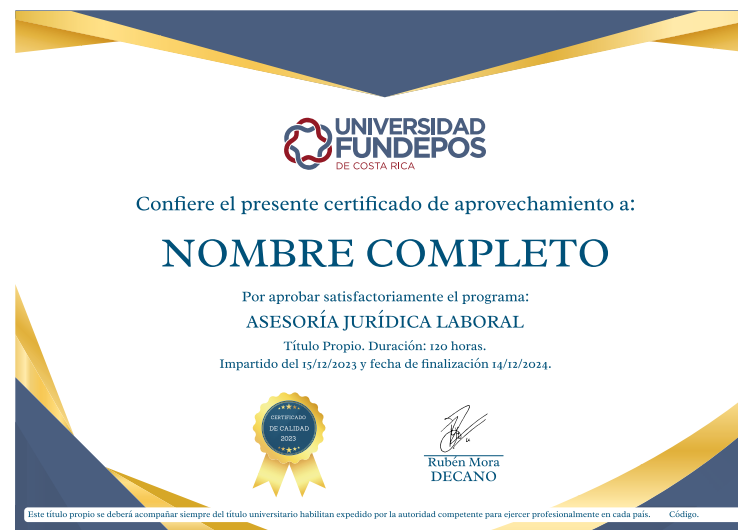 UNIVERSIDAD
FUNDEPOS
DE COSTA RICA
Confiere el presente certificado de aprovechamiento a:
NOMBRE COMPLETO
Por aprobar satisfactoriamente el programa:
ASESORÍA JURÍDICA LABORAL
Título Propio. Duración: 120 horas.
Impartido del 15/12/2023 y fecha de finalización 14/12/2024.
CERTIFICADO
DE CALIDAD
2023
Rubén Mora
DECANO
Este título propio se deberá acompañar siempre del título universitario habilitan expedido por la autoridad competente para ejercer profesionalmente en cada país. Código.